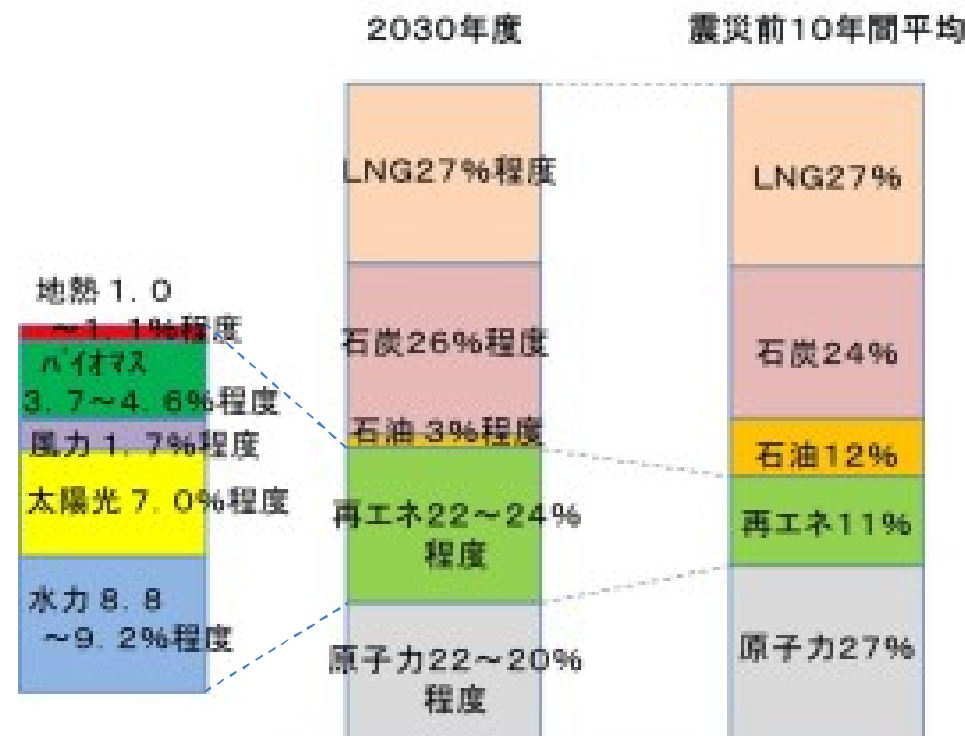 2030年度
震災前10年間平均
LNG27%程度
石炭26%程度
石油 3%程度
再エネ22～24%
程度
原子力22～20%
程度
LNG27%
石炭24%
石油12%
再エネ11%
原子力27%
地熱 1. 0
～1. 1%程度
ﾊﾞｲｵﾏｽ
3. 7～4. 6%程度
風力 1. 7%程度
太陽光 7. 0%程度
水力 8. 8
～9. 2%程度